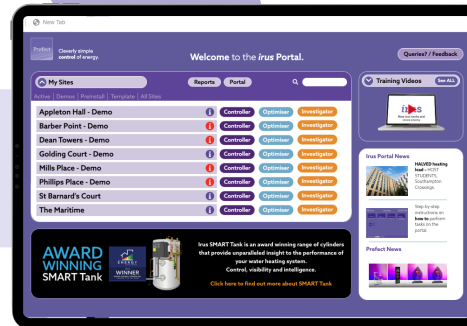 New Tab
Prefect
Cleverly simple
control of energy.
Welcome to the irus Portal.
Queries? / Feedback
My Sites
Reports
Portal
Active | Demos | Preinstall | Template | All Sites
Appleton Hall - Demo
Controller
Optimiser
Investigator
Barber Point - Demo
Controller
Optimiser
Investigator
Dean Towers - Demo
Controller
Optimiser
Investigator
Golding Court - Demo
Controller
Optimiser
Investigator
Mills Place - Demo
Controller
Optimiser
Investigator
Phillips Place - Demo
Controller
Optimiser
Investigator
St Barnard's Court
Controller
Optimiser
Investigator
The Maritime
Controller
Optimiser
Investigator
Training Videos
See ALL
irus
Irus Portal News
HALVED heating
load – HOST
STUDENTS,
Southampton
Crossings
Step-by-step
instructions on
how to perform
tasks on the
portal
Prefect News
AWARD
WINNING
SMART Tank
ENERGY
WINNER
Irus SMART Tank is an award winning range of cylinders
that provide unparalleled insight to the performance of
your water heating system.
Control, visibility and intelligence.
Click here to find out more about SMART Tank